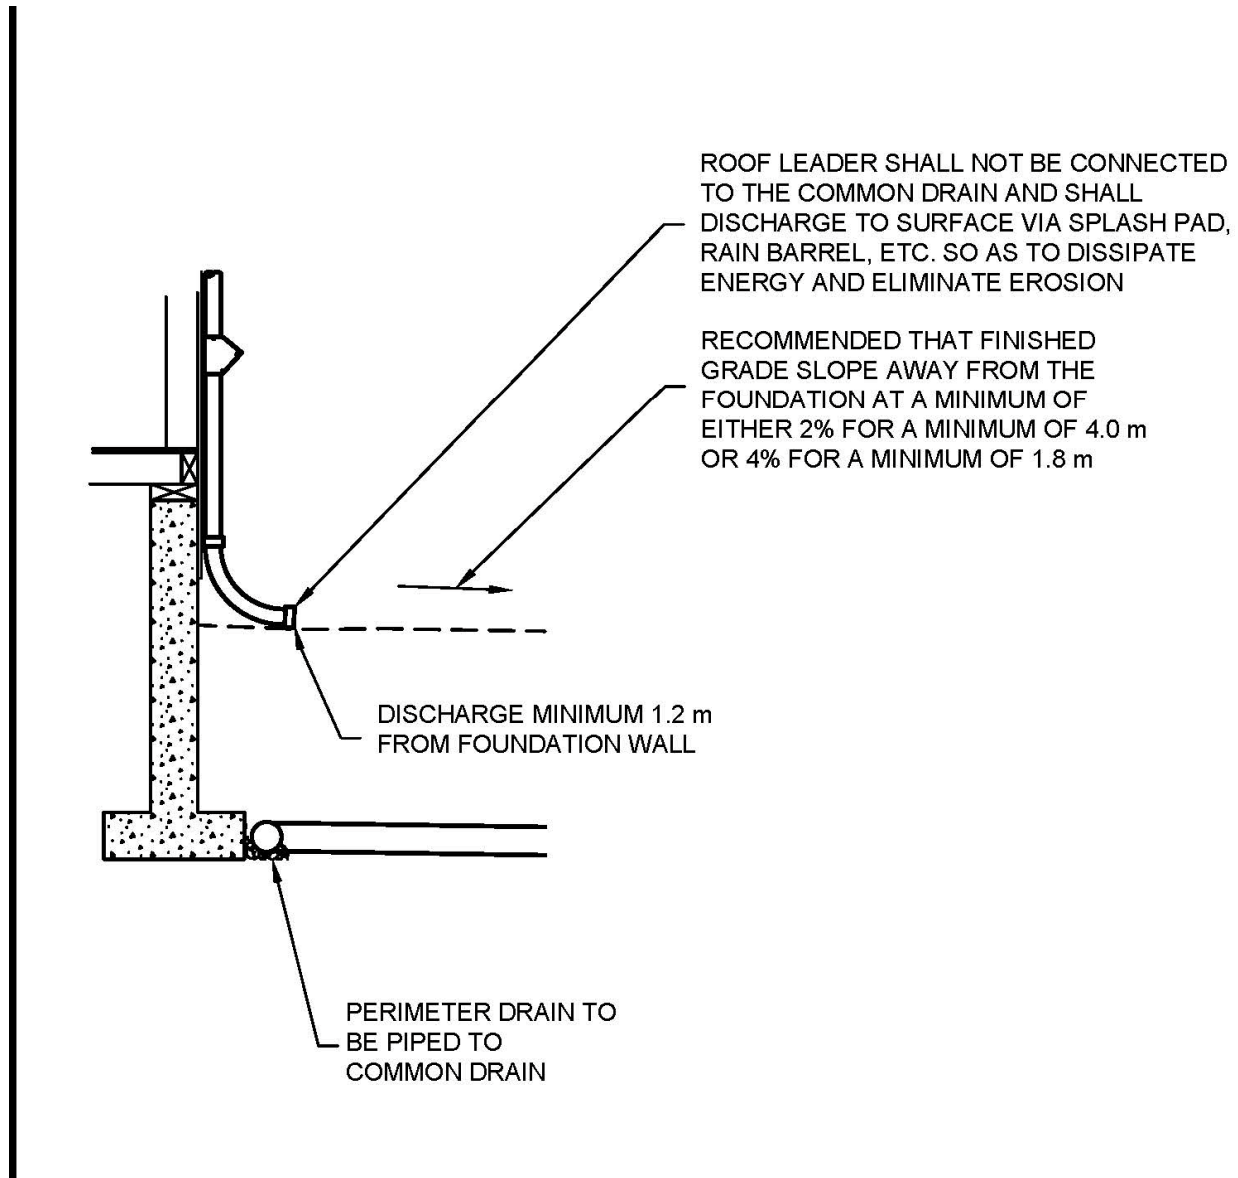 ROOF LEADER SHALL NOT BE CONNECTED
TO THE COMMON DRAIN AND SHALL
DISCHARGE TO SURFACE VIA SPLASH PAD,
RAIN BARREL, ETC. SO AS TO DISSIPATE
ENERGY AND ELIMINATE EROSION
RECOMMENDED THAT FINISHED
GRADE SLOPE AWAY FROM THE
FOUNDATION AT A MINIMUM OF
EITHER 2% FOR A MINIMUM OF 4.0 m
OR 4% FOR A MINIMUM OF 1.8 m
DISCHARGE MINIMUM 1.2 m
FROM FOUNDATION WALL
PERIMETER DRAIN TO
BE PIPED TO
COMMON DRAIN